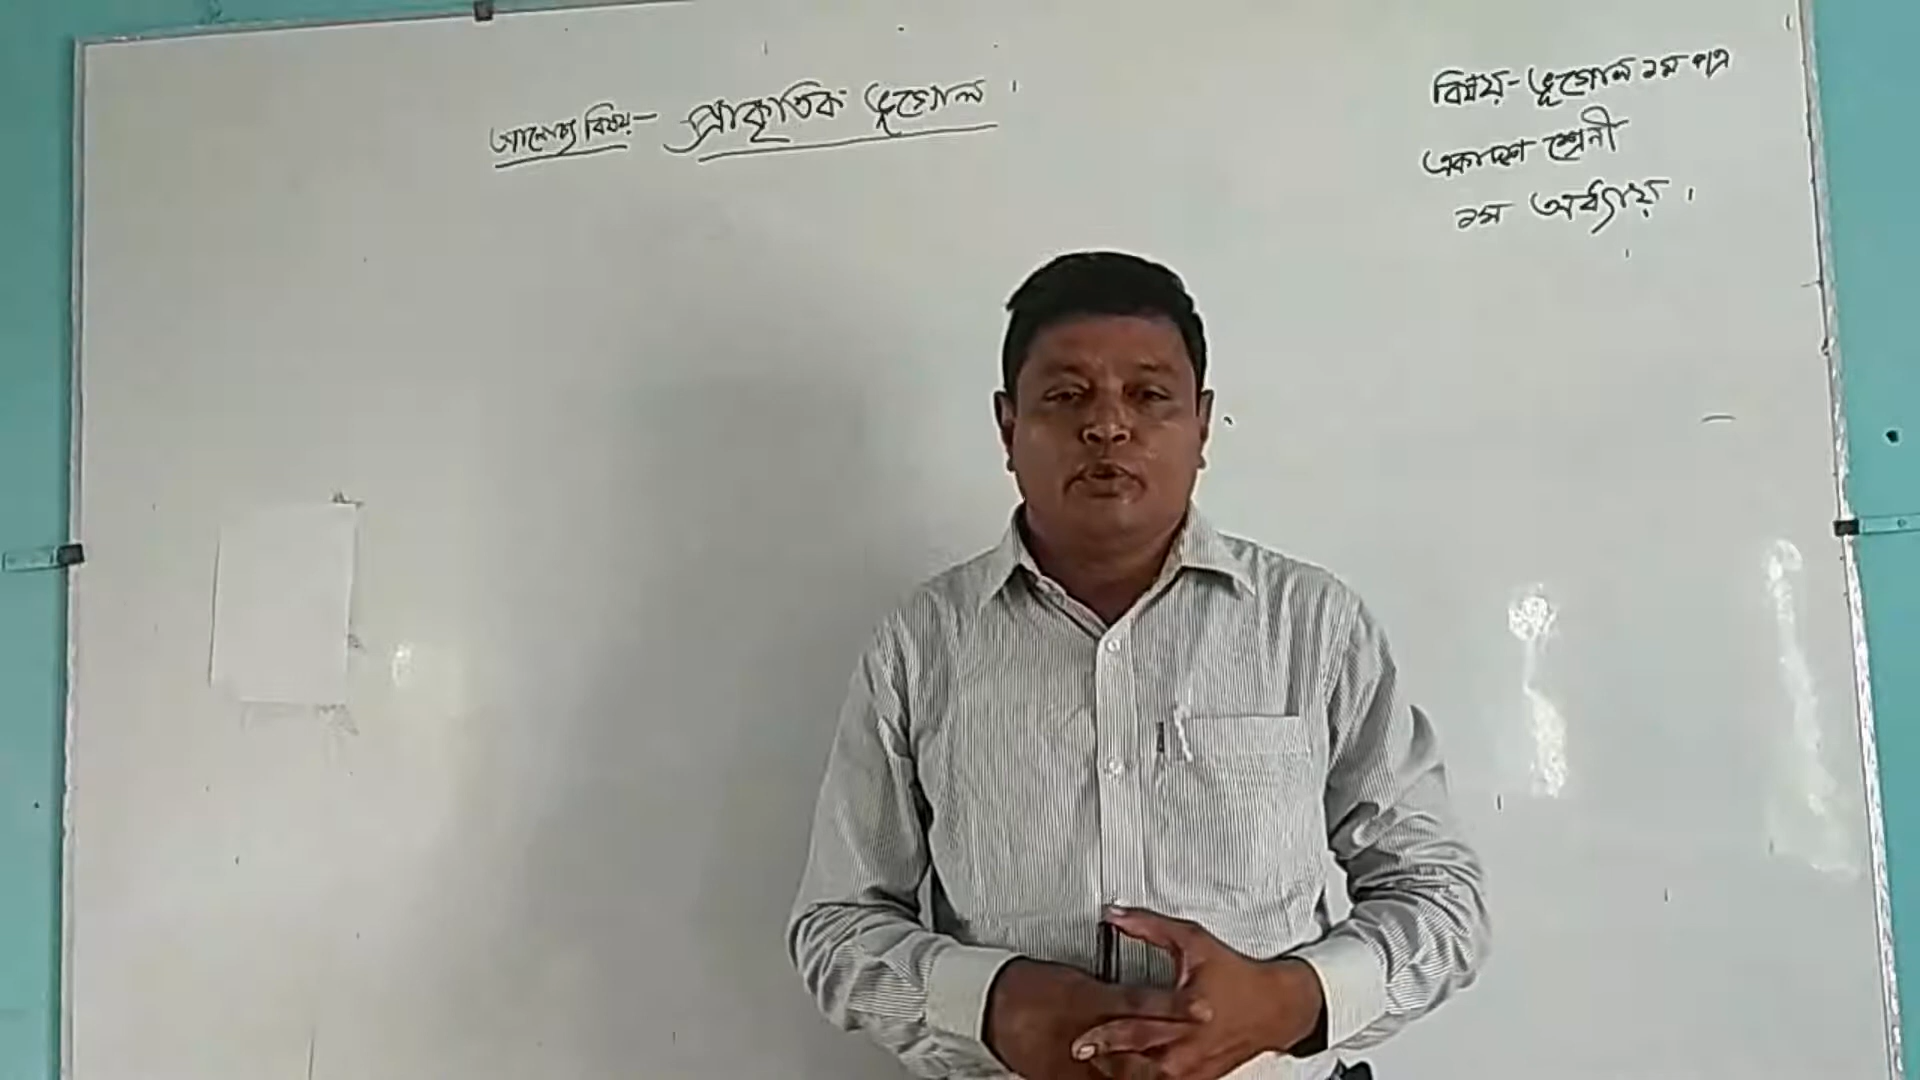 আলোচ্য বিষয়- প্রাকৃতিক ভূগোল।
বিষয়-ভূগোল ১ম পত্র
একাদশ শ্রেনী
১ম অধ্যায়।